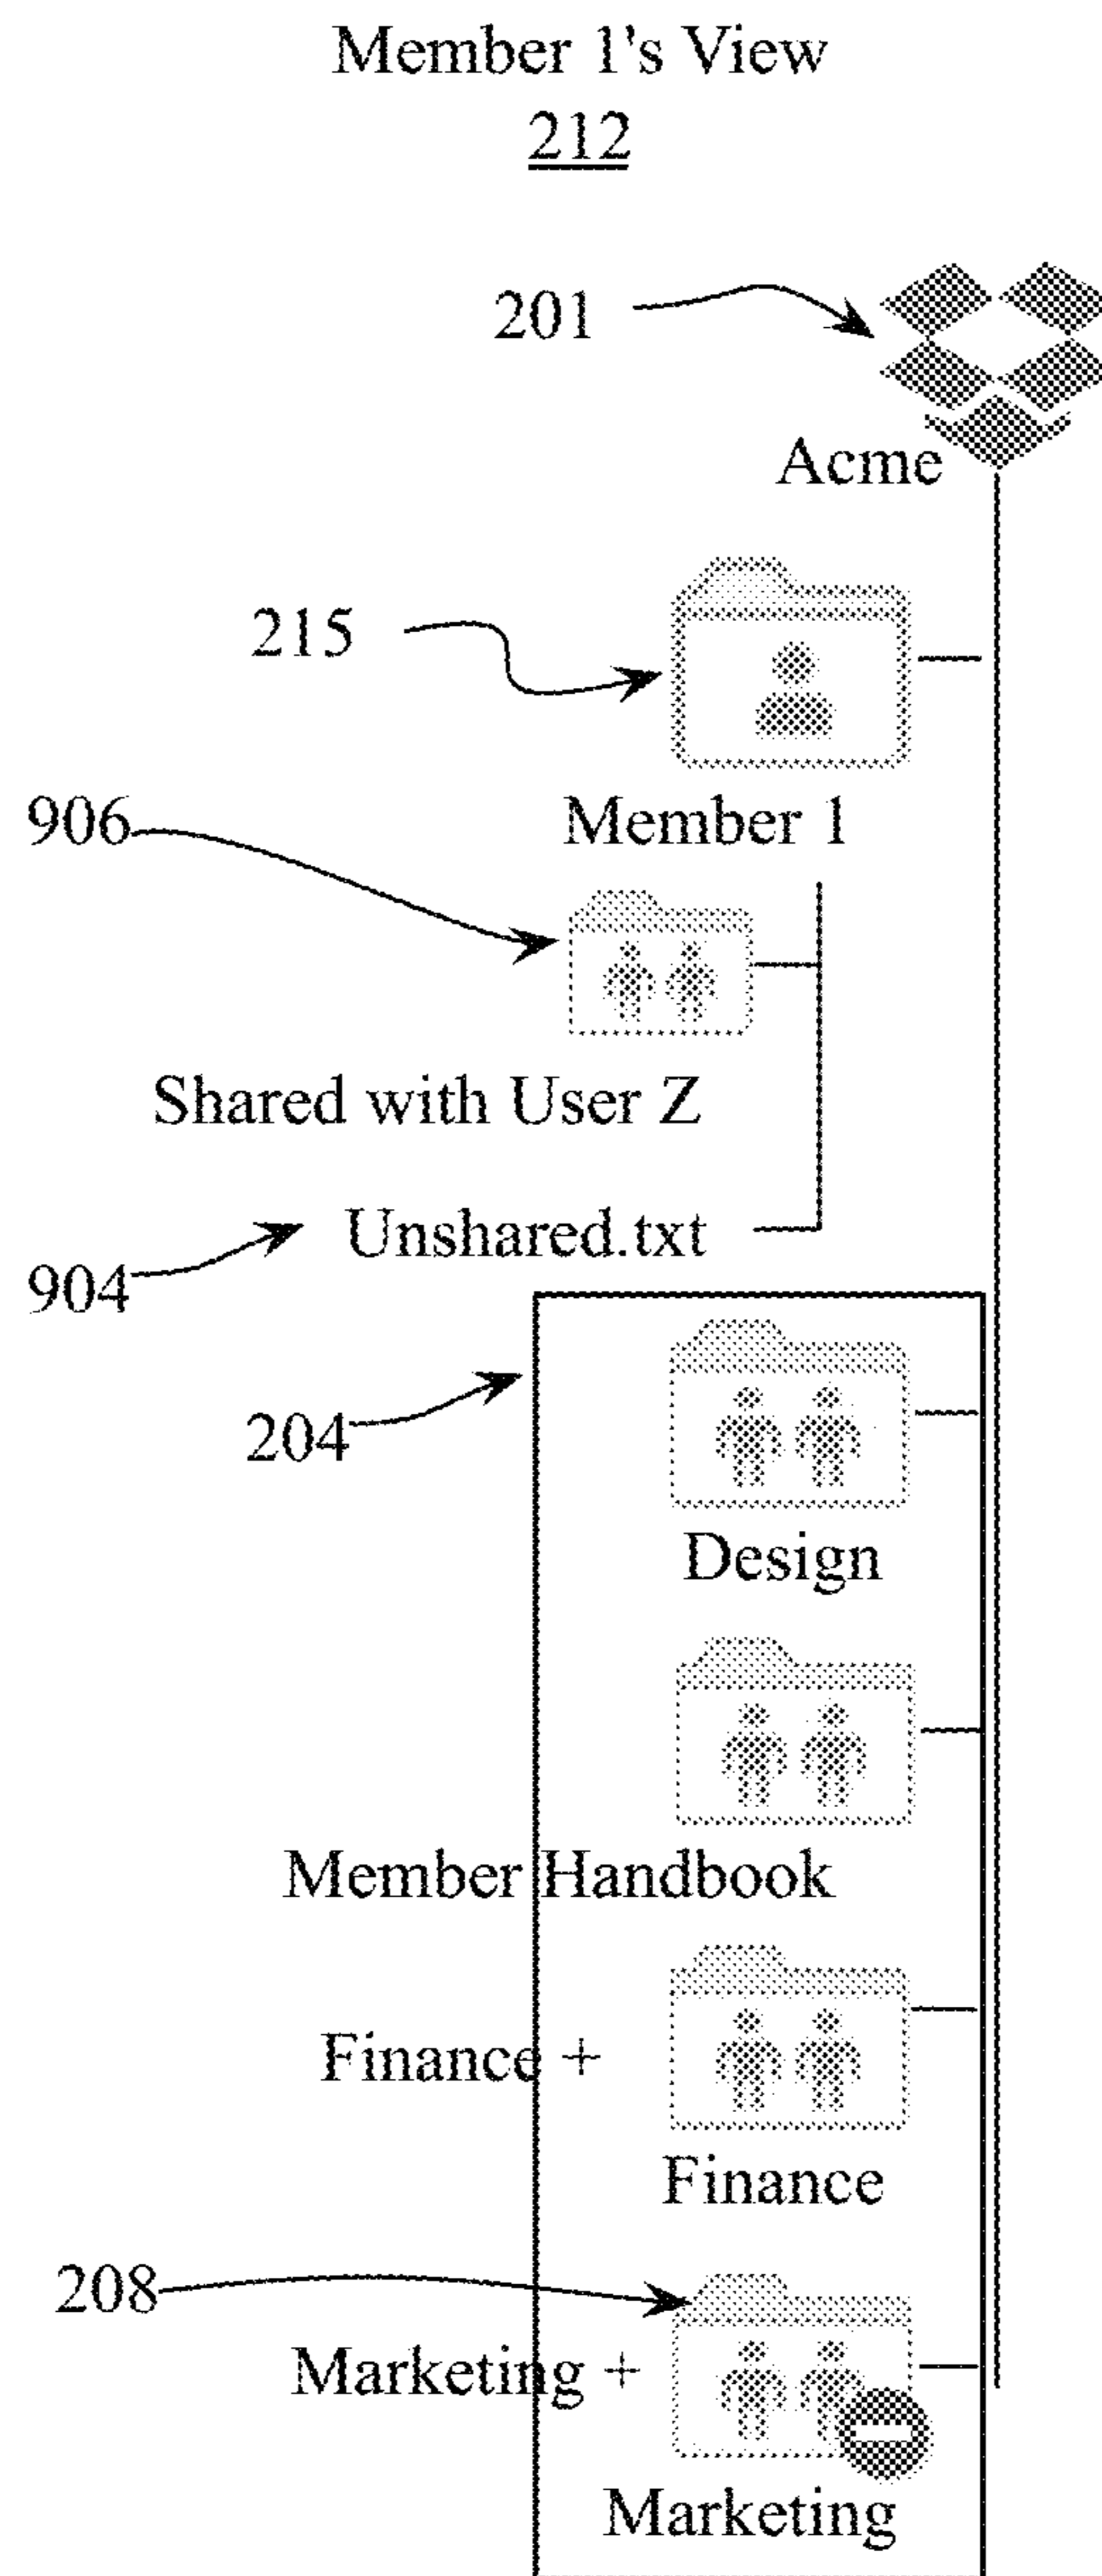 Member 1's View
212
201
Acme
215
906
Member 1
Shared with User Z
Unshared.txt
904
204
Design
Member Handbook
Finance +
Finance
208
Marketing +
Marketing